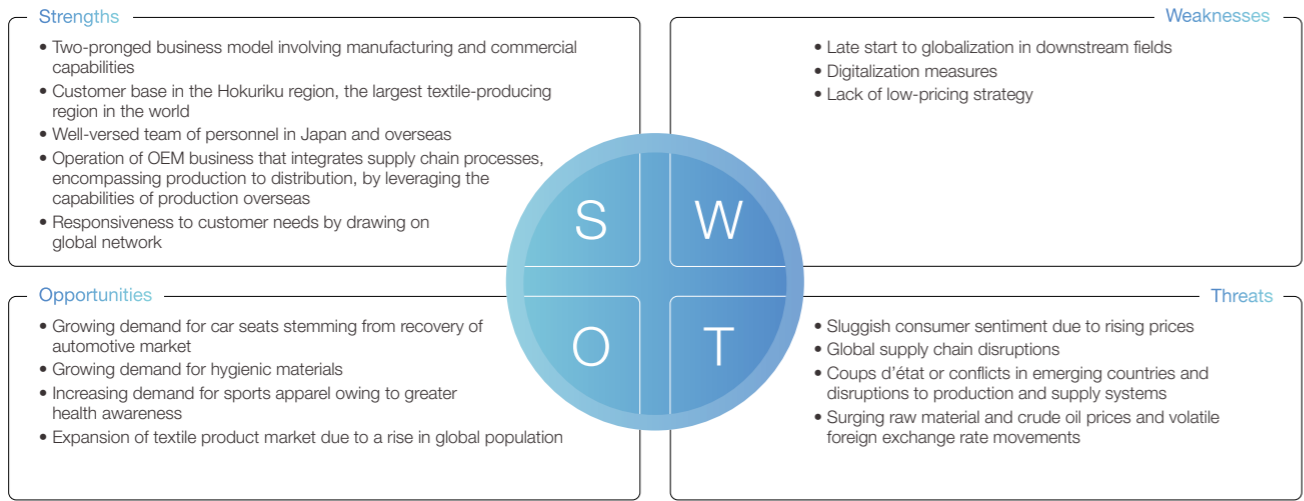 Strengths
• Two-pronged business model involving manufacturing and commercial
capabilities
• Customer base in the Hokuriku region, the largest textile-producing
region in the world
• Well-versed team of personnel in Japan and overseas
• Operation of OEM business that integrates supply chain processes,
encompassing production to distribution, by leveraging the
capabilities of production overseas
• Responsiveness to customer needs by drawing on
global network
Weaknesses
• Late start to globalization in downstream fields
• Digitalization measures
• Lack of low-pricing strategy
S W
O T
Opportunities
• Growing demand for car seats stemming from recovery of
automotive market
• Growing demand for hygienic materials
• Increasing demand for sports apparel owing to greater
health awareness
• Expansion of textile product market due to a rise in global population
Threats
• Sluggish consumer sentiment due to rising prices
• Global supply chain disruptions
• Coups d’état or conflicts in emerging countries and
disruptions to production and supply systems
• Surging raw material and crude oil prices and volatile
foreign exchange rate movements